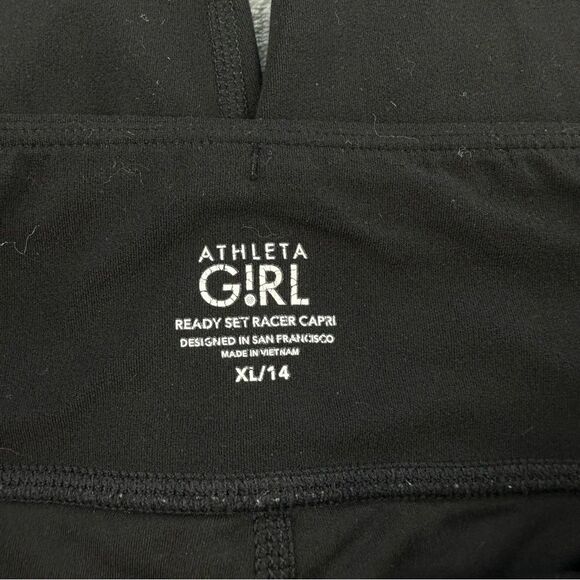 ATHLETA
G!RL
READY SET RACER CAPRI
DESIGNED IN SAN FRANCISCO
MADE IN VIETNAM
XL/14